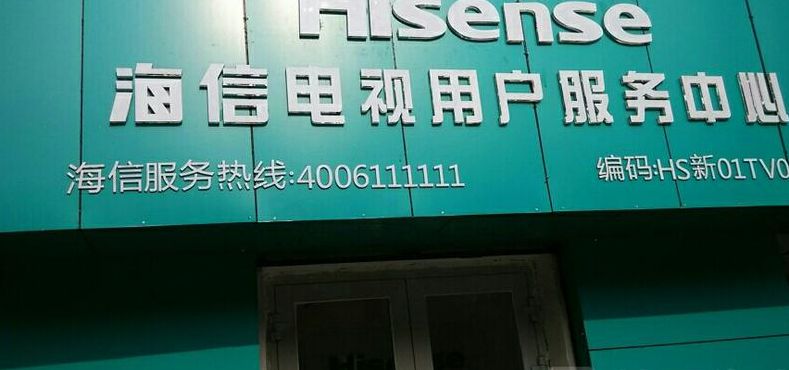 Hisense
海信电视用户服务中心
海信服务热线:4006111111
编码:HS新01TV0